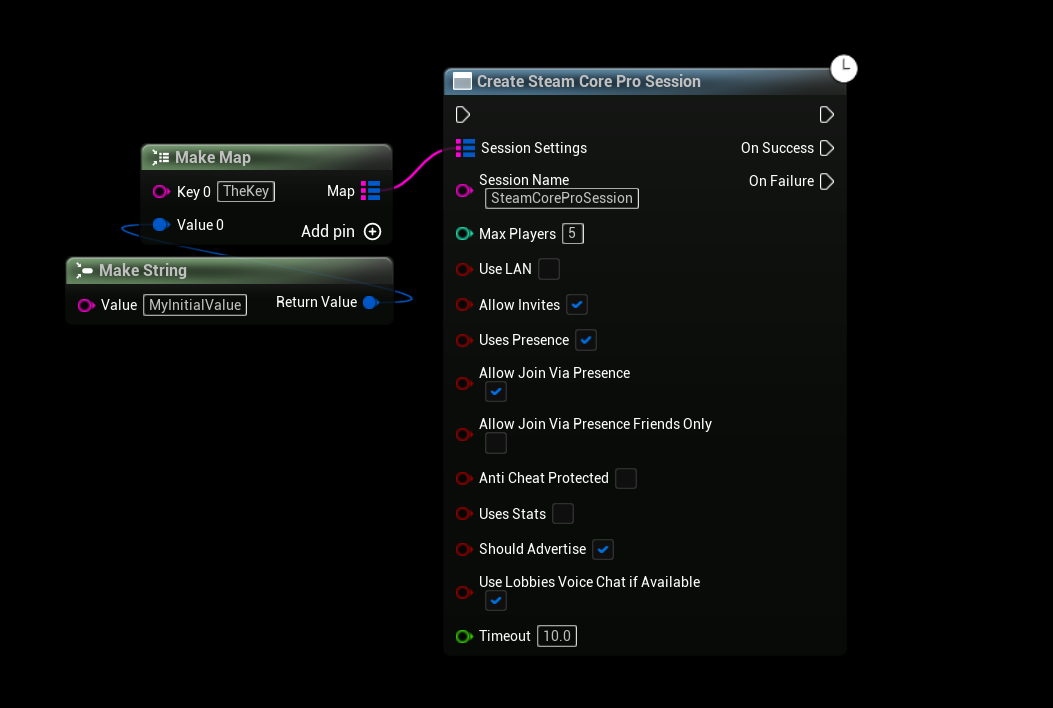 Create Steam Core Pro Session
Session Settings
On Success
Session Name
SteamCoreProSession
On Failure
Max Players 5
Use LAN
Allow Invites
Uses Presence
Allow Join Via Presence
Allow Join Via Presence Friends Only
Anti Cheat Protected
Uses Stats
Should Advertise
Use Lobbies Voice Chat if Available
Timeout 10.0
Make Map
Key 0 TheKey
Map
Value 0
Add pin
Make String
Value MyInitialValue
Return Value